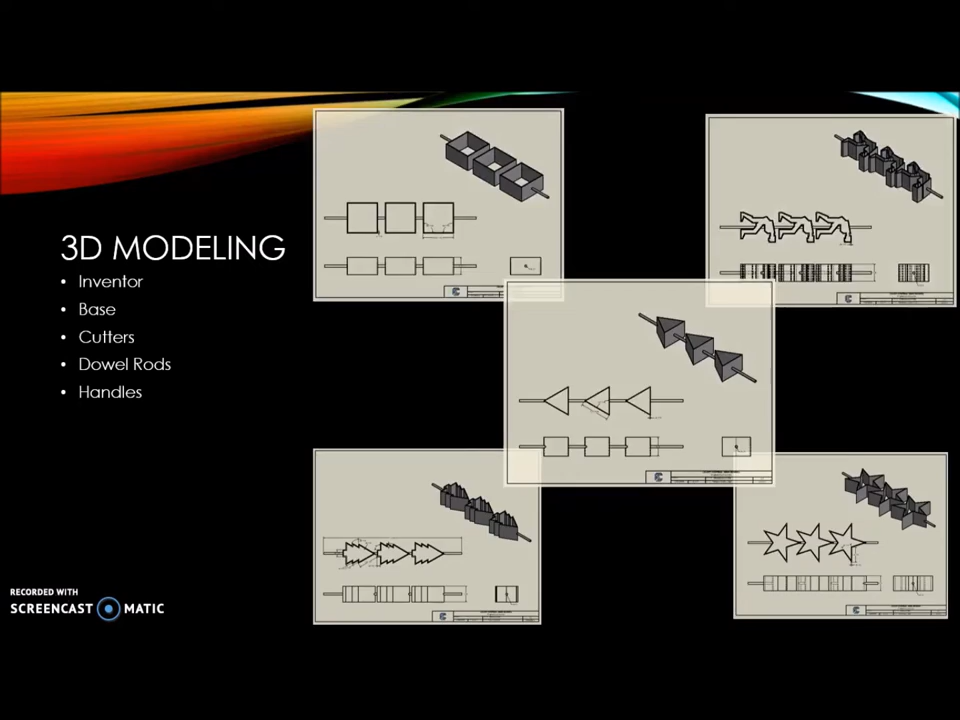 3D MODELING
• Inventor
• Base
• Cutters
• Dowel Rods
• Handles
RECORDED WITH
SCREENCAST MATIC